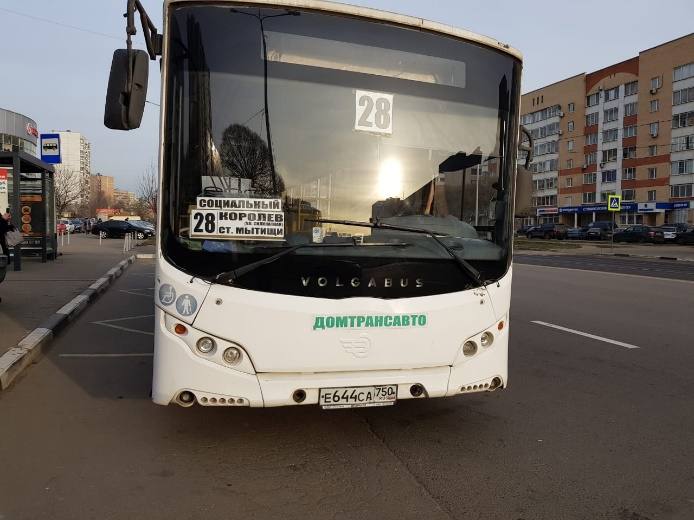 28
СОЦИАЛЬНЫЙ
28
КОРОЛЕВ
СТ. МЫТИЩИ
VOLGABUS
ДОМТРАНСАВТО
Е644СА 750